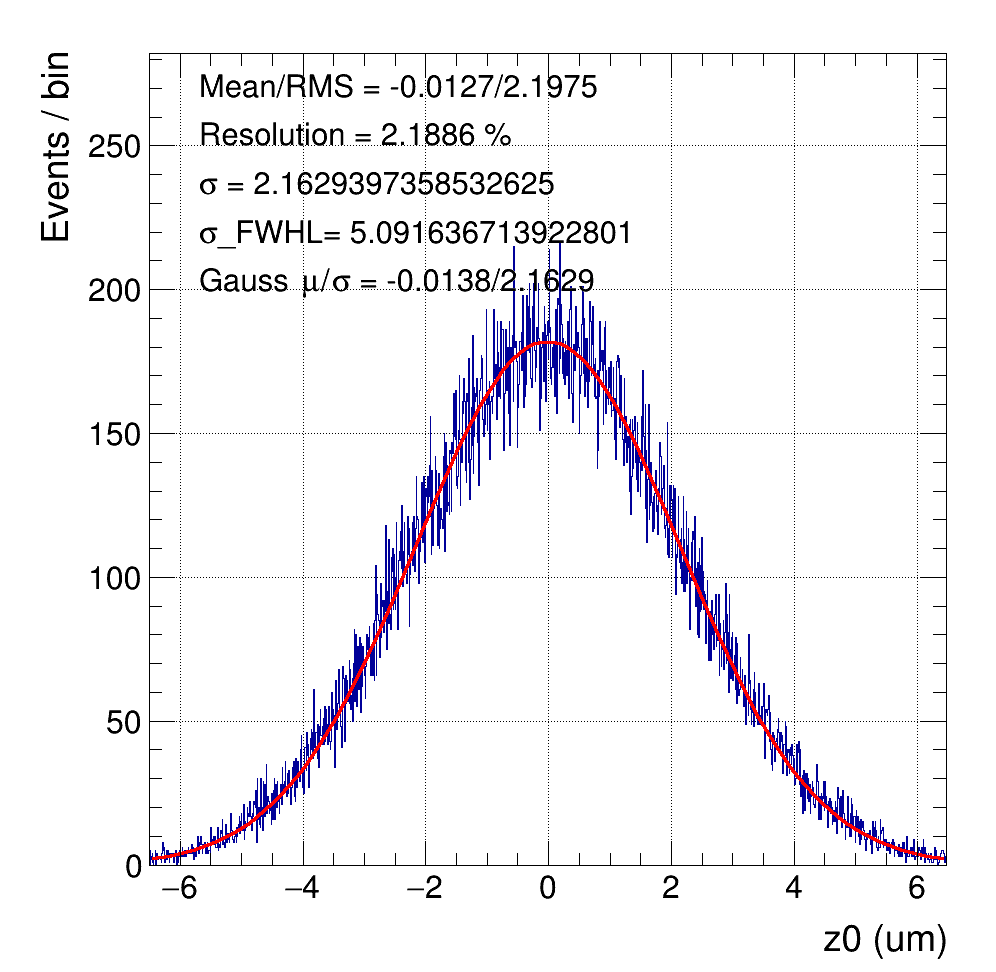 Events / bin
Mean/RMS = -0.0127/2.1975
Resolution = 2.1886 %
σ = 2.1629397358532625
σ_FWHL= 5.091636713922801
Gauss μ/σ = -0.0138/2.1629
250
200
150
100
50
0
−6 −4 −2 0 2 4 6
z0 (um)